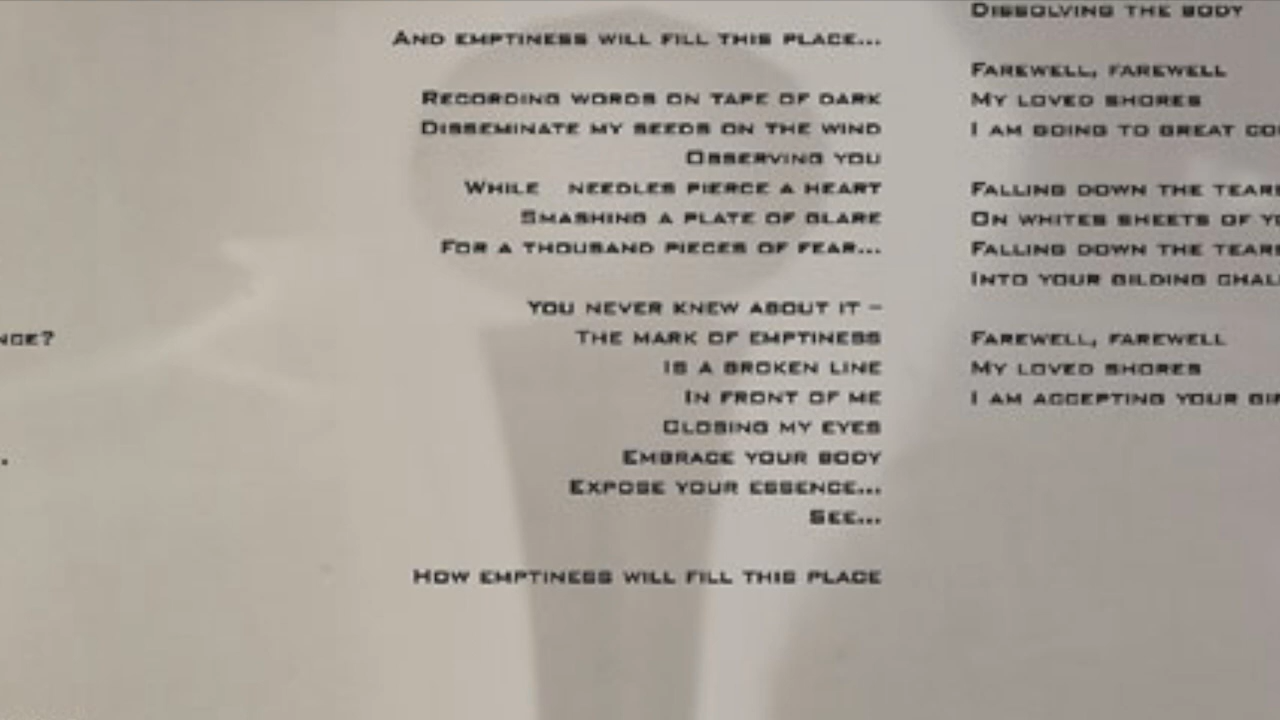 And emptiness will fill this place...
Recording words on tape of dark
Disseminate my seeds on the wind
Observing you
While needles pierce a heart
Smashing a plate of glare
For a thousand pieces of fear...
You never knew about it –
The mark of emptiness
Is a broken line
In front of me
Closing my eyes
Embrace your body
Expose your essence...
See...
How emptiness will fill this place
Dissolving the body
Farewell, farewell
My loved shores
I am going to great
Falling down the
On whites sheets of
Falling down the
Into your gilding
Farewell, farewell
My loved shores
I am accepting your